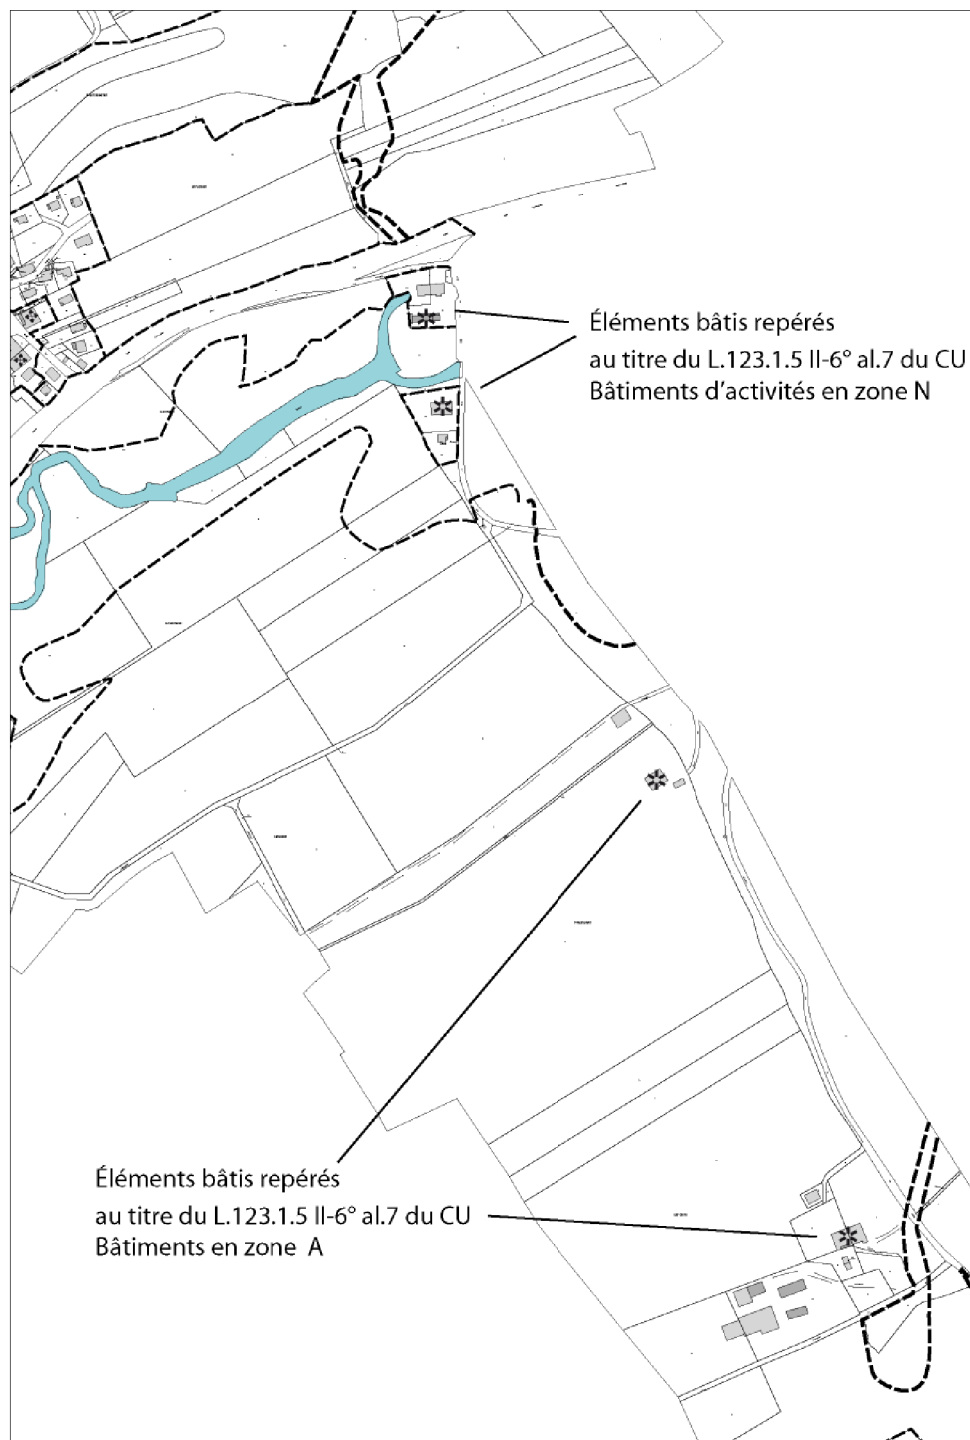 Éléments bâtis repérés
au titre du L.123.1.5 II-6° al.7 du CU
Bâtiments d’activités en zone N
Éléments bâtis repérés
au titre du L.123.1.5 II-6° al.7 du CU
Bâtiments en zone A